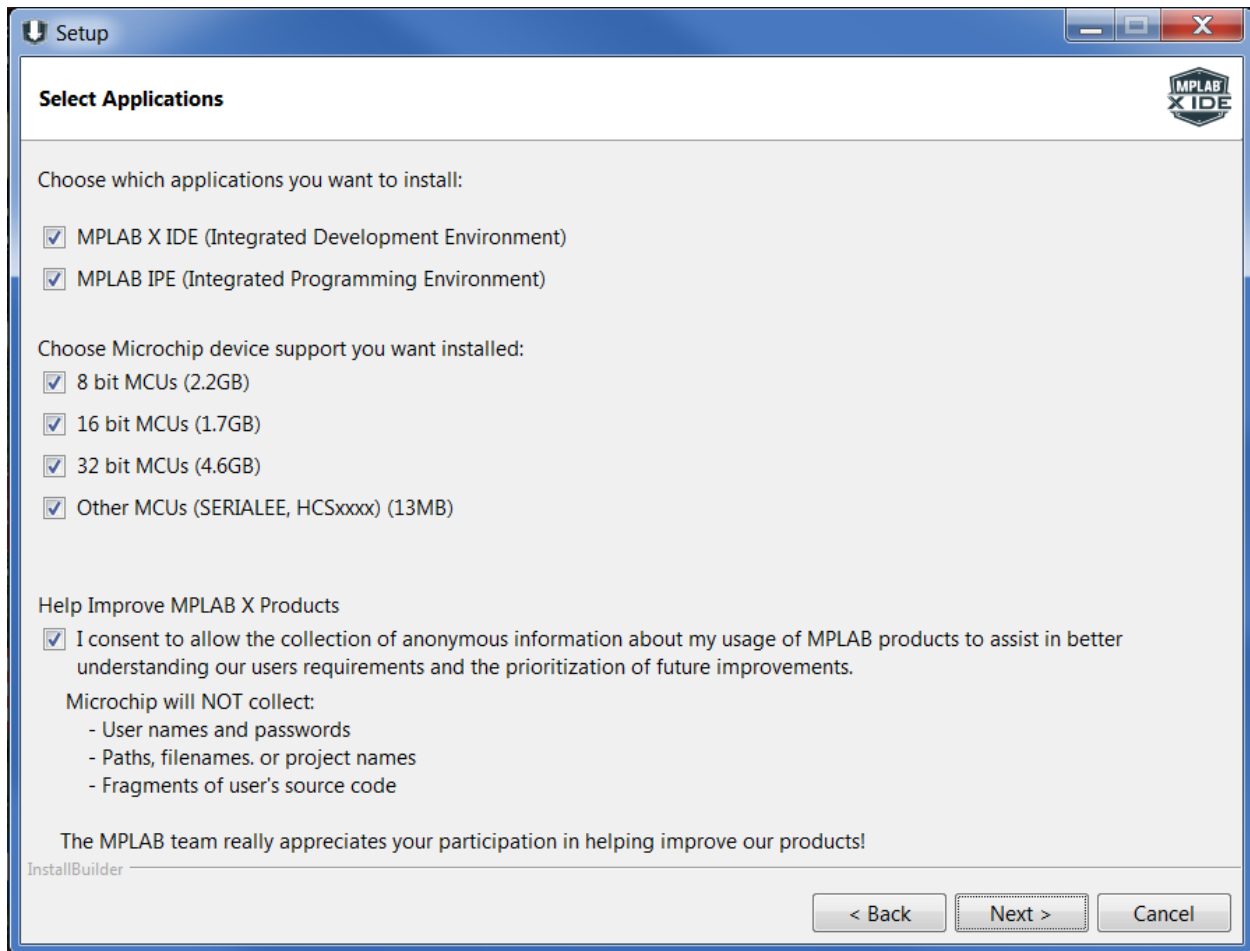 Setup
Select Applications
MPLAB
X IDE
Choose which applications you want to install:
MPLAB X IDE (Integrated Development Environment)
MPLAB IPE (Integrated Programming Environment)
Choose Microchip device support you want installed:
8 bit MCUs (2.2GB)
16 bit MCUs (1.7GB)
32 bit MCUs (4.6GB)
Other MCUs (SERIALEE, HCSxxxx) (13MB)
Help Improve MPLAB X Products
I consent to allow the collection of anonymous information about my usage of MPLAB products to assist in better
understanding our users requirements and the prioritization of future improvements.
Microchip will NOT collect:
- User names and passwords
- Paths, filenames. or project names
- Fragments of user's source code
The MPLAB team really appreciates your participation in helping improve our products!
InstallBuilder
< Back
Next >
Cancel